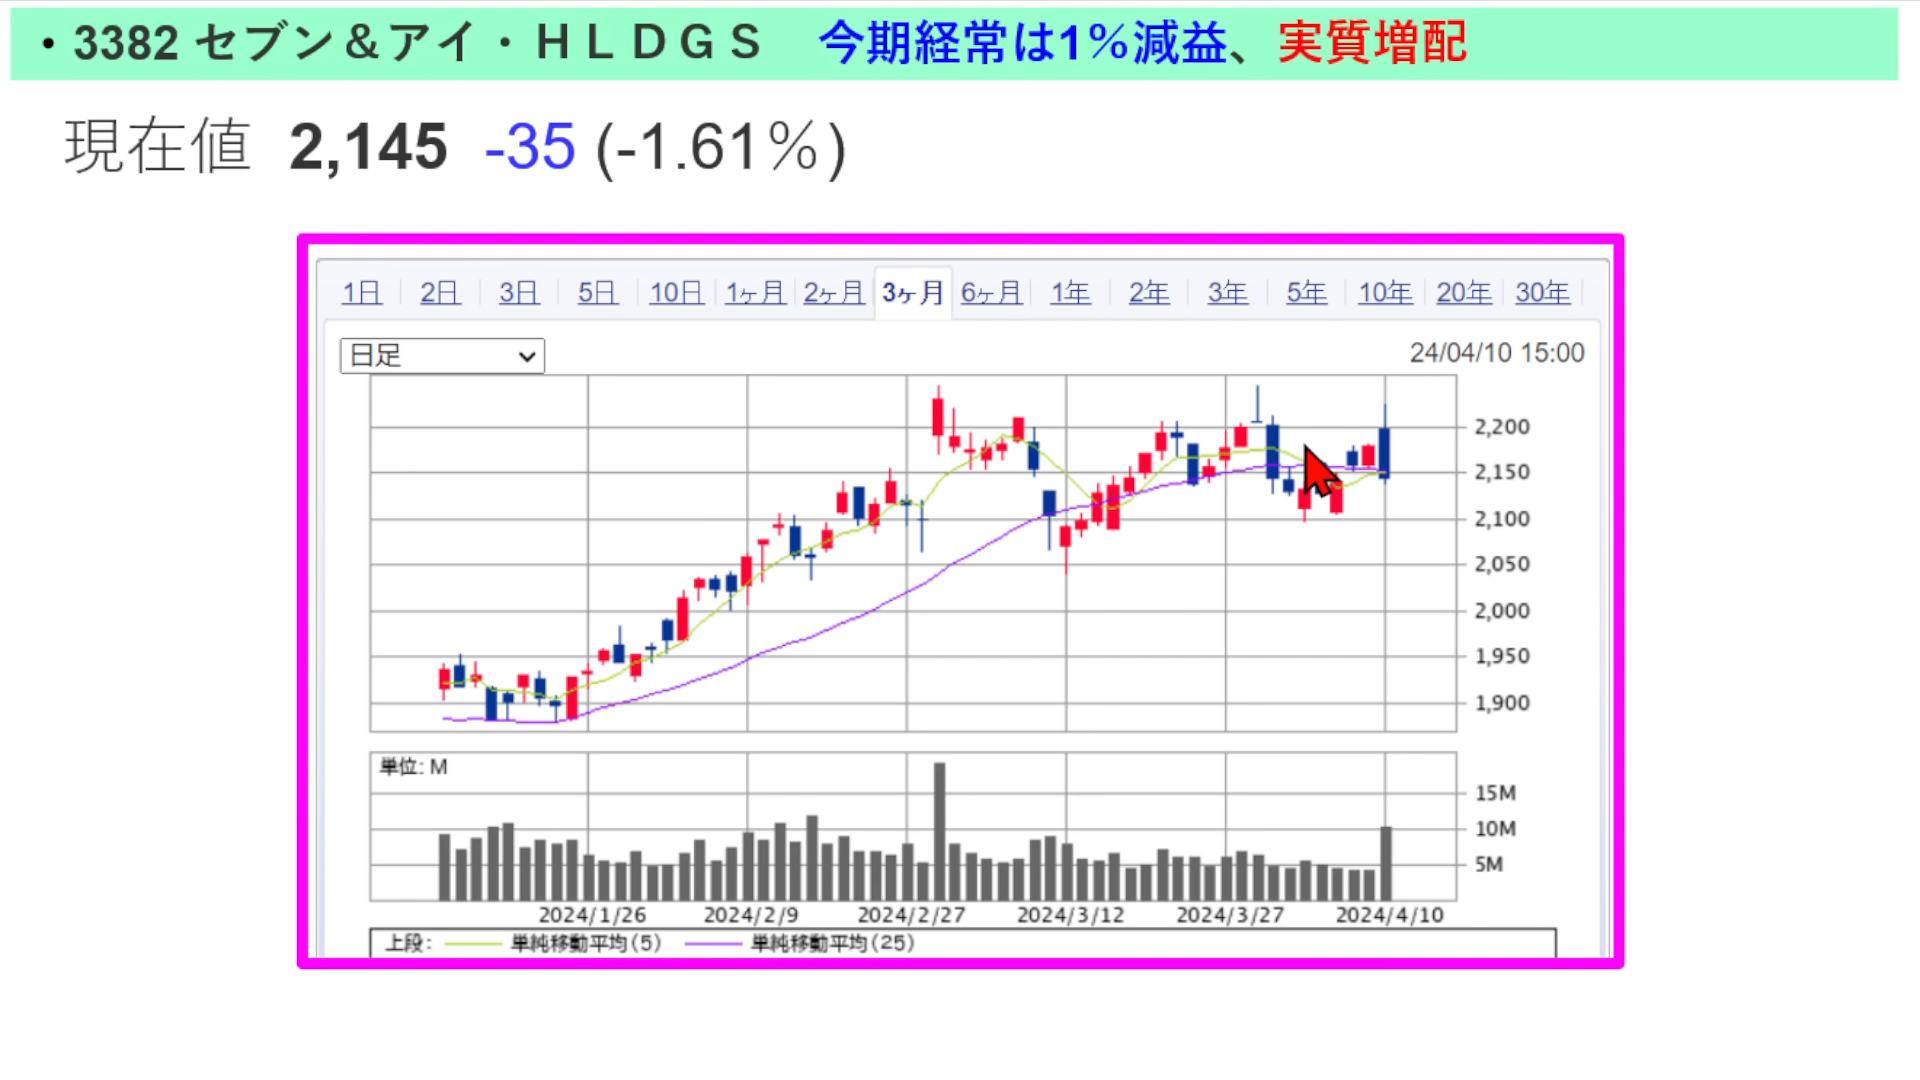 ・3382 セブン＆アイ・ＨＬＤＧＳ　今期経常は1％減益、実質増配
現在値 2,145 -35 (-1.61％)
1日 2日 3日 5日 10日 1ヶ月 2ヶ月 3ヶ月 6ヶ月 1年 2年 3年 5年 10年 20年 30年
日足 24/04/10 15:00
2,200
2,150
2,100
2,050
2,000
1,950
1,900
単位: M
15M
10M
5M
2024/1/26 2024/2/9 2024/2/27 2024/3/12 2024/3/27 2024/4/10
上段: 単純移動平均(5) 単純移動平均(25)